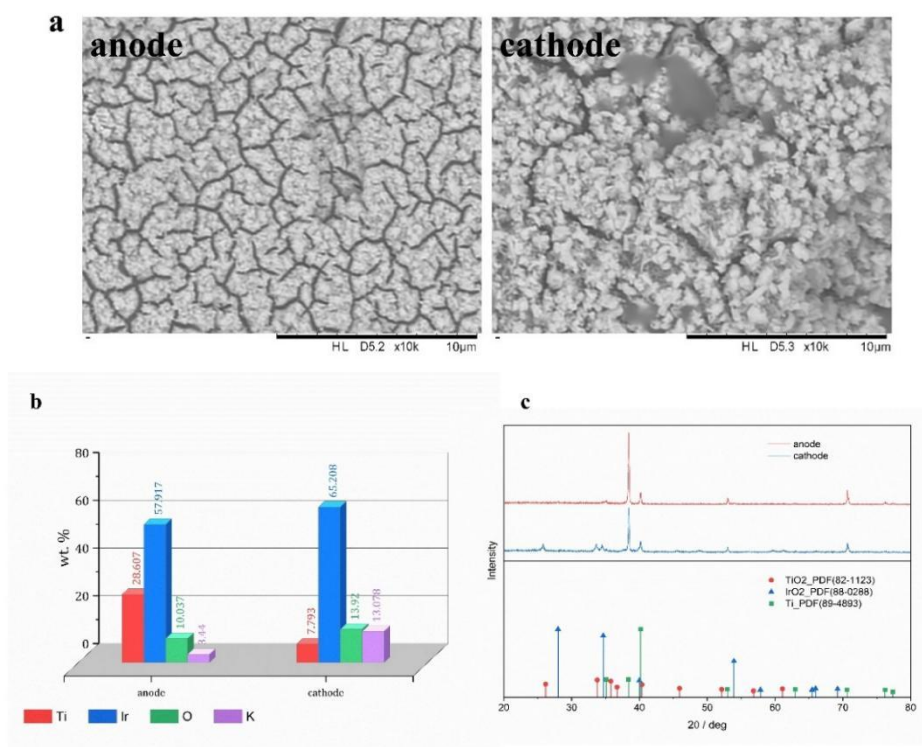 a
anode
cathode
HL D5.2 x10k 10μm
HL D5.3 x10k 10μm
b
80
60
40
20
0
wt. %
28.607
57.917
10.037
7.793
65.208
13.92
13.078
anode
cathode
Ti
Ir
O
K
c
anode
cathode
Intensity
TiO2_PDF(82-1123)
IrO2_PDF(88-0288)
Ti_PDF(89-4893)
20 30 40 50 60 70 80
2θ / deg